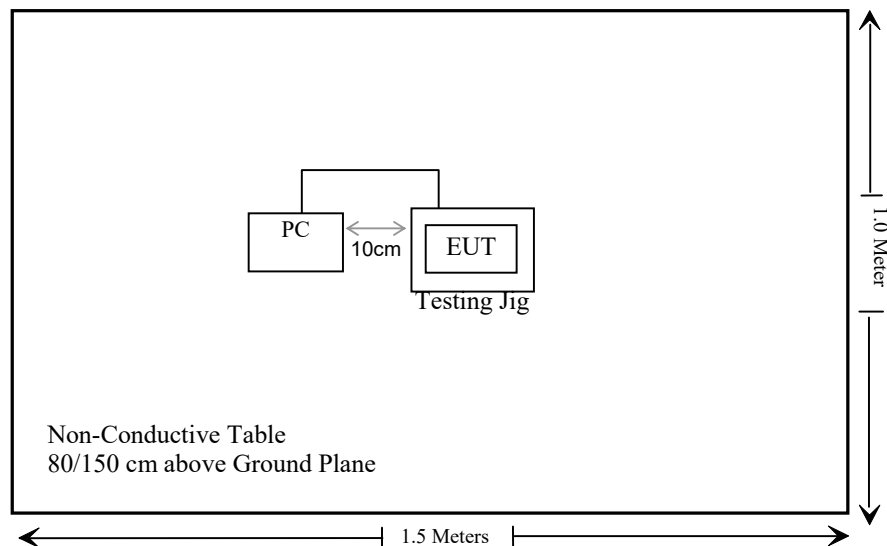 PC
10cm
EUT
Testing Jig
1.0 Meter
Non-Conductive Table
80/150 cm above Ground Plane
1.5 Meters